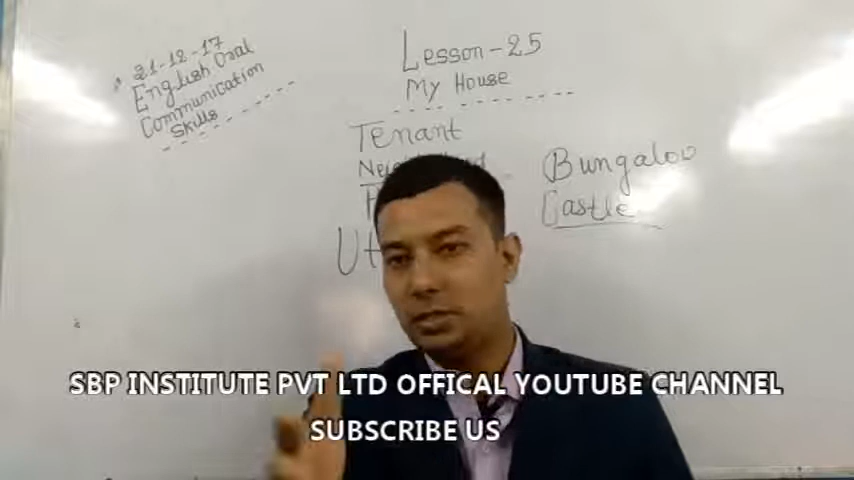 21-12-17
English Oral
Communication
Skills
Lesson-25
My House
Tenant
Bungaloo
Castle
SBP INSTITUTE PVT LTD OFFICAL YOUTUBE CHANNEL
SUBSCRIBE US